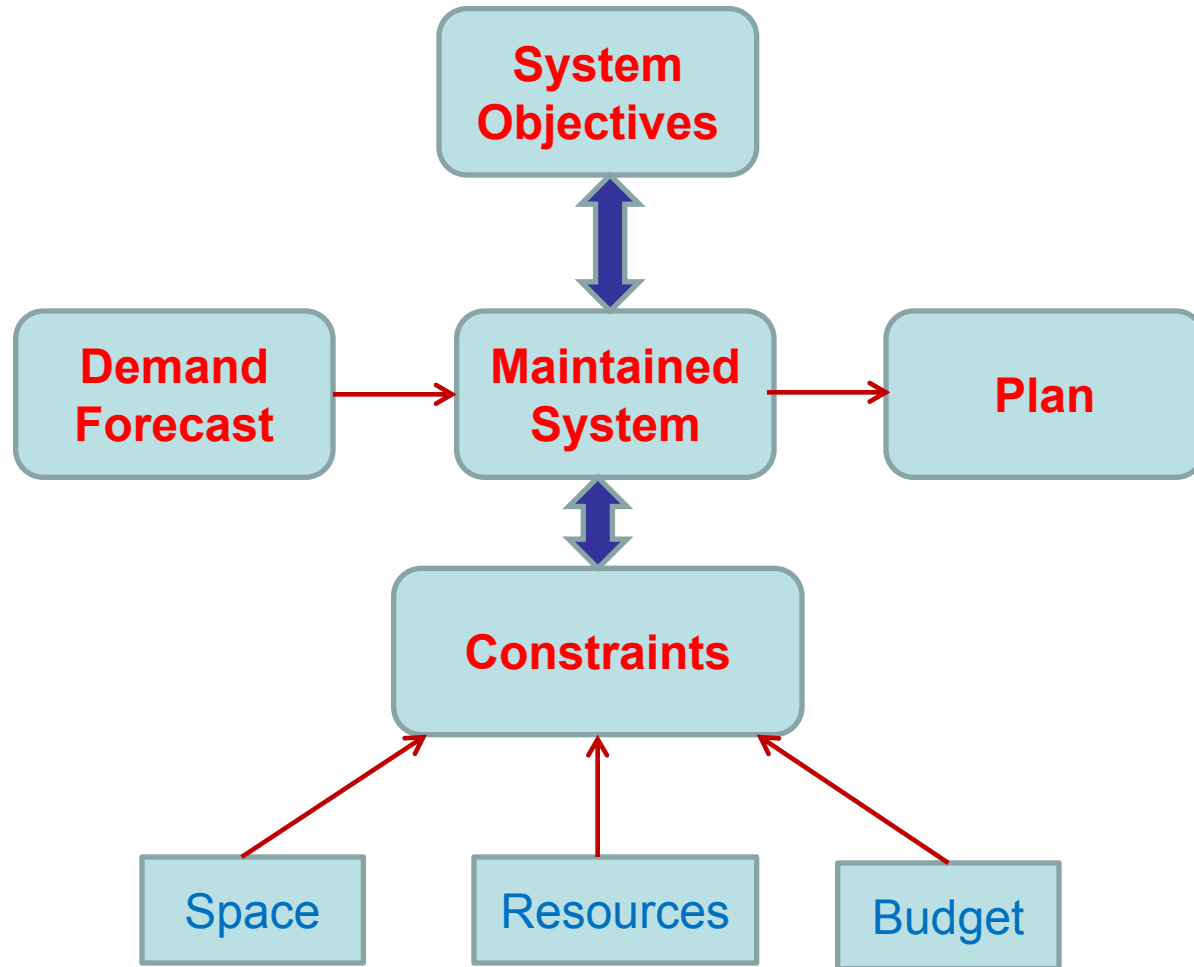 System
Objectives
Demand
Forecast
Maintained
System
Plan
Constraints
Space
Resources
Budget